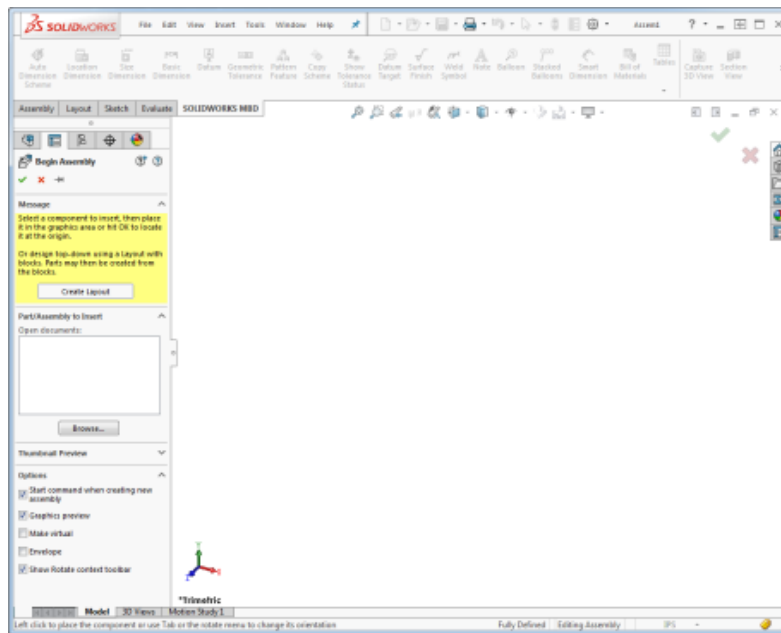 SOLIDWORKS File Edit View Insert Tools Window Help Assem1 ?
Auto Dimension Scheme
Location Dimension
Size Dimension
Basic Dimension
Datum
Geometric Tolerance
Pattern Feature
Copy Scheme
Show Tolerance Status
Datum Target
Surface Finish
Weld Symbol
Note
Balloon
Stacked Balloons
Smart Dimension
Bill of Materials
Tables
Capture 3D View
Section View
Assembly Layout Sketch Evaluate SOLIDWORKS MBD
Begin Assembly
Message
Select a component to insert, then place
it in the graphics area or hit OK to locate
it at the origin.
Or design top-down using a Layout with
blocks. Parts may then be created from
the blocks.
Create Layout
Part/Assembly to Insert
Open documents:
Browse...
Thumbnail Preview
Options
Start command when creating new
assembly
Graphics preview
Make virtual
Envelope
Show Rotate context toolbar
*Trimetric
Model 3D Views Motion Study 1
Left click to place the component or use Tab or the rotate menu to change its orientation Fully Defined Editing Assembly IPS